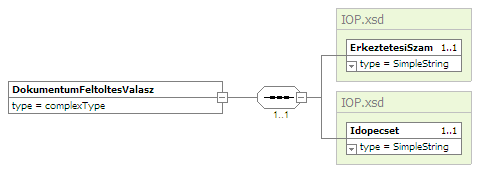 IOP.xsd
ErkeztetesiSzam 1..1
type = SimpleString
DokumentumFeltoltesValasz
type = complexType
1..1
IOP.xsd
Idopecset 1..1
type = SimpleString